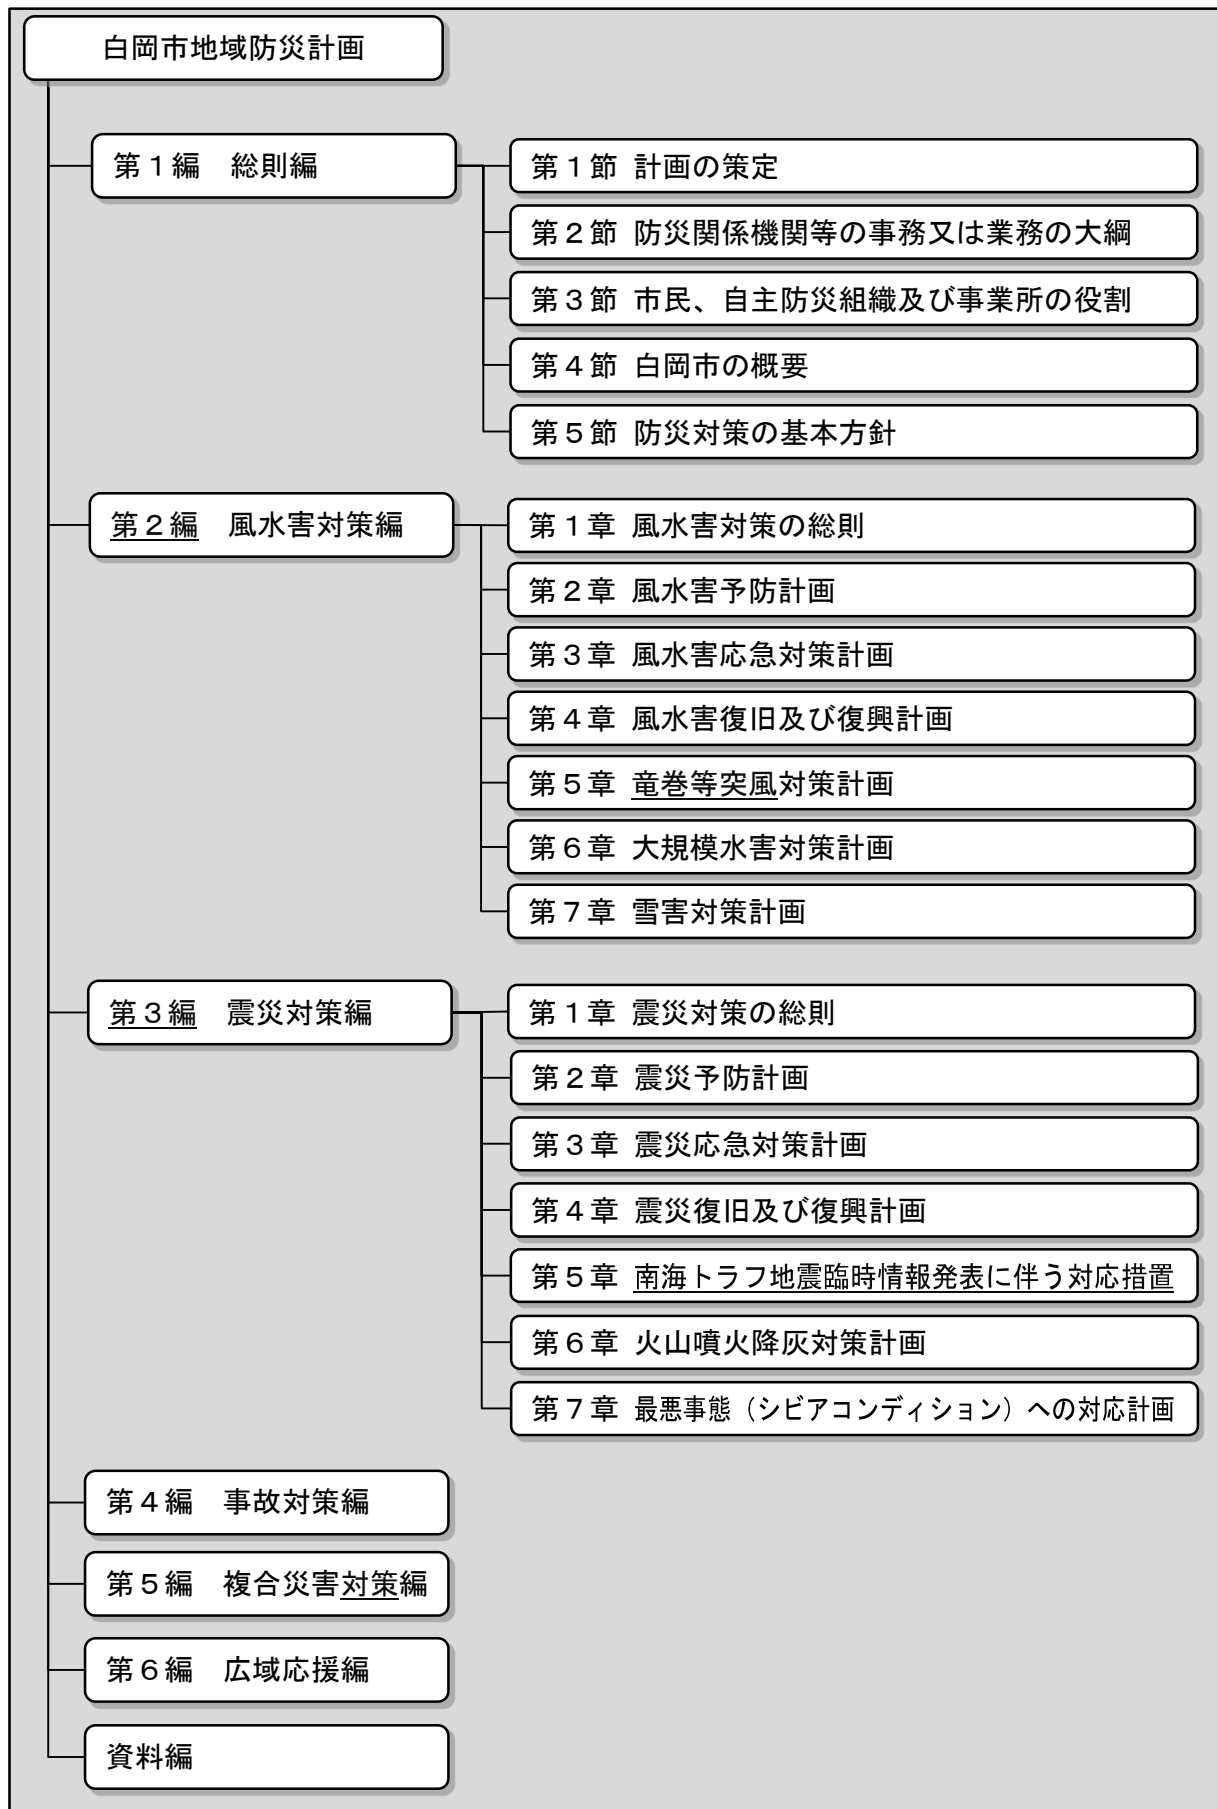 白岡市地域防災計画
第1編　総則編
第1節 計画の策定
第2節 防災関係機関等の事務又は業務の大綱
第3節 市民、自主防災組織及び事業所の役割
第4節 白岡市の概要
第5節 防災対策の基本方針
第2編　風水害対策編
第1章 風水害対策の総則
第2章 風水害予防計画
第3章 風水害応急対策計画
第4章 風水害復旧及び復興計画
第5章 竜巻等突風対策計画
第6章 大規模水害対策計画
第7章 雪害対策計画
第3編　震災対策編
第1章 震災対策の総則
第2章 震災予防計画
第3章 震災応急対策計画
第4章 震災復旧及び復興計画
第5章 南海トラフ地震臨時情報発表に伴う対応措置
第6章 火山噴火降灰対策計画
第7章 最悪事態（シビアコンディション）への対応計画
第4編　事故対策編
第5編　複合災害対策編
第6編　広域応援編
資料編